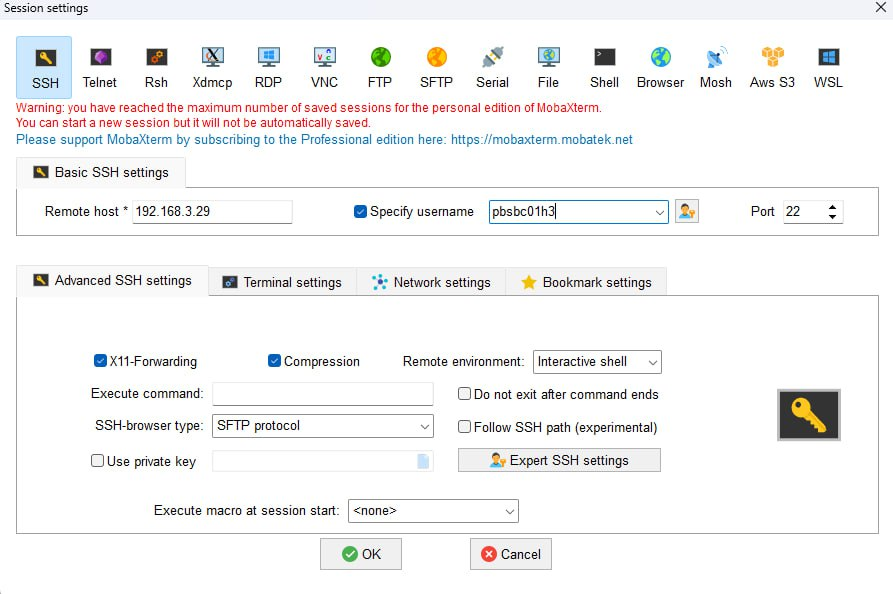 Session settings
SSH Telnet Rsh Xdmcp RDP VNC FTP SFTP Serial File Shell Browser Mosh Aws S3 WSL
Warning: you have reached the maximum number of saved sessions for the personal edition of MobaXterm.
You can start a new session but it will not be automatically saved.
Please support MobaXterm by subscribing to the Professional edition here: https://mobaxterm.mobatek.net
Basic SSH settings
Remote host * 192.168.3.29 Specify username pbsbc01h3 Port 22
Advanced SSH settings Terminal settings Network settings Bookmark settings
X11-Forwarding Compression Remote environment: Interactive shell
Execute command: Do not exit after command ends
SSH-browser type: SFTP protocol Follow SSH path (experimental)
Use private key Expert SSH settings
Execute macro at session start: <none>
OK Cancel